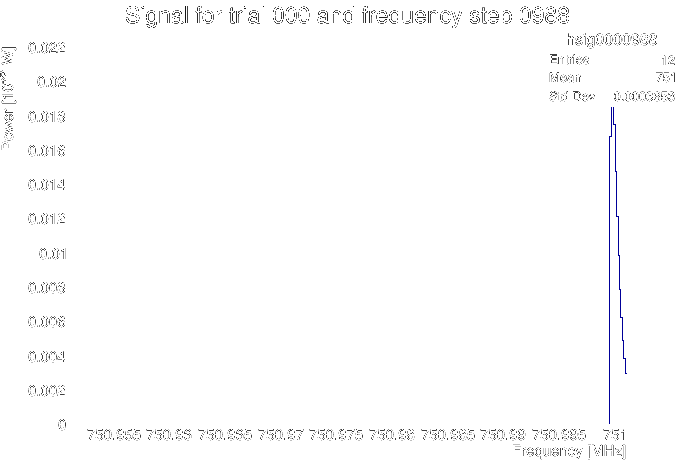 Signal for trial 000 and frequency step 0988
Entries 12
Mean 751
Std Dev
Power
0.022
0.02
0.018
0.016
0.014
0.012
0.01
0.008
0.006
0.004
0.002
0
750.955 750.96 750.965 750.97 750.975 750.98 750.985 750.99 750.995 751
Frequency [MHz]